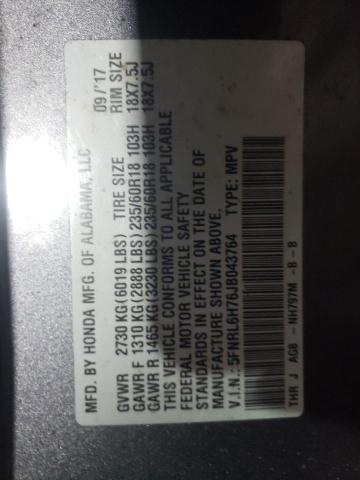 MFD. BY HONDA MFG. OF ALABAMA, LLC 09/'17
GVWR 2730 KG(6019 LBS) TIRE SIZE RIM SIZE
GAWR F 1310 KG(2888 LBS) 235/60R18 103H 18X7.5J
GAWR R 1465 KG(3230 LBS) 235/60R18 103H 18X7.5J
THIS VEHICLE CONFORMS TO ALL APPLICABLE
FEDERAL MOTOR VEHICLE SAFETY
STANDARDS IN EFFECT ON THE DATE OF
MANUFACTURE SHOWN ABOVE.
V.I.N.: 5FNRL6H76JB043764 TYPE: MPV
THR J AG8 -NH797M -B-B